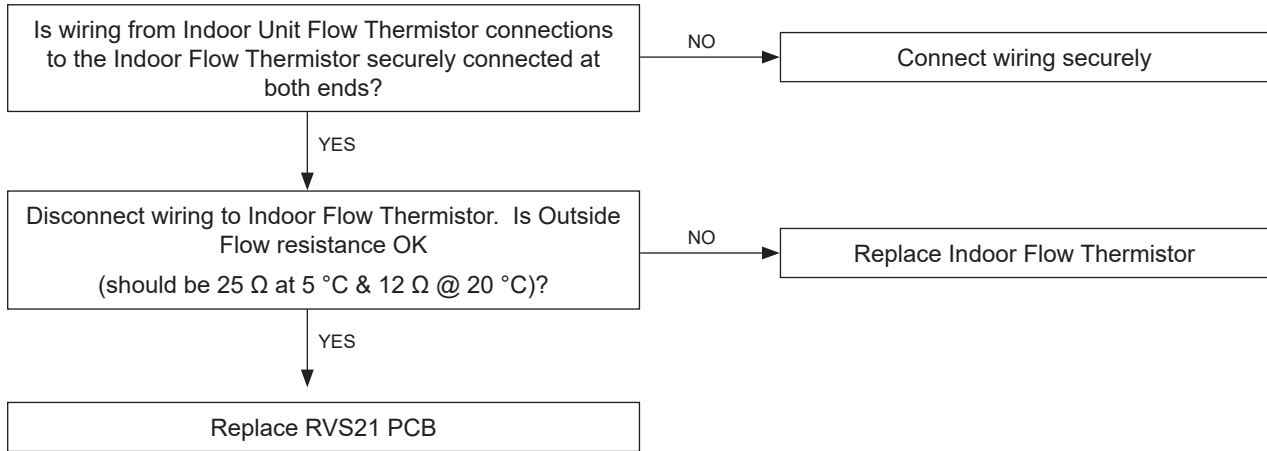 Is wiring from Indoor Unit Flow Thermistor connections
to the Indoor Flow Thermistor securely connected at
both ends?
NO
Connect wiring securely
YES
Disconnect wiring to Indoor Flow Thermistor.  Is Outside
Flow resistance OK
(should be 25 Ω at 5 °C & 12 Ω @ 20 °C)?
NO
Replace Indoor Flow Thermistor
YES
Replace RVS21 PCB